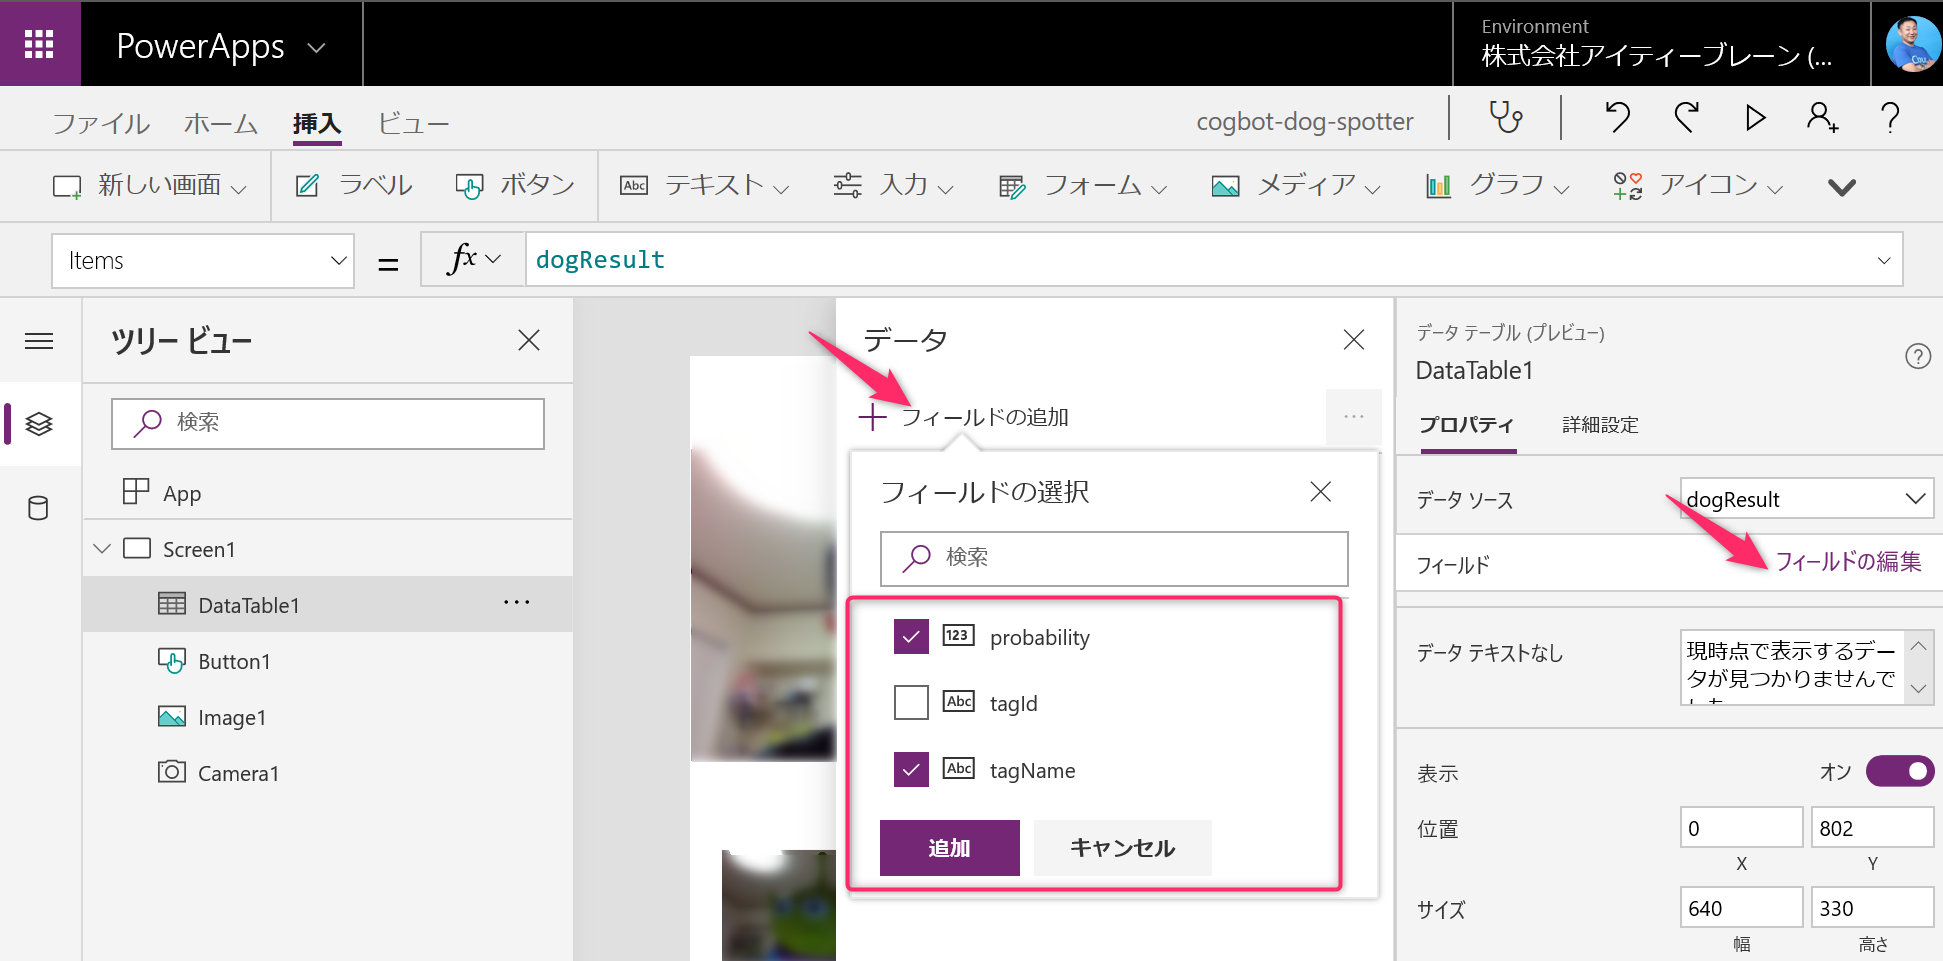 PowerApps
Environment
株式会社アイティーブレーン (...
ファイル ホーム 挿入 ビュー
cogbot-dog-spotter
新しい画面 ラベル ボタン Abc テキスト 入力 フォーム メディア グラフ アイコン
Items = fx dogResult
ツリー ビュー
検索
App
Screen1
DataTable1 ...
Button1
Image1
Camera1
データ
フィールドの追加 ...
フィールドの選択
検索
123 probability
Abc tagId
Abc tagName
追加 キャンセル
データ テーブル (プレビュー)
DataTable1
プロパティ 詳細設定
データ ソース dogResult
フィールド フィールドの編集
データ テキストなし
現時点で表示するデー
タが見つかりませんで
表示 オン
位置 0 802
X Y
サイズ 640 330
幅 高さ